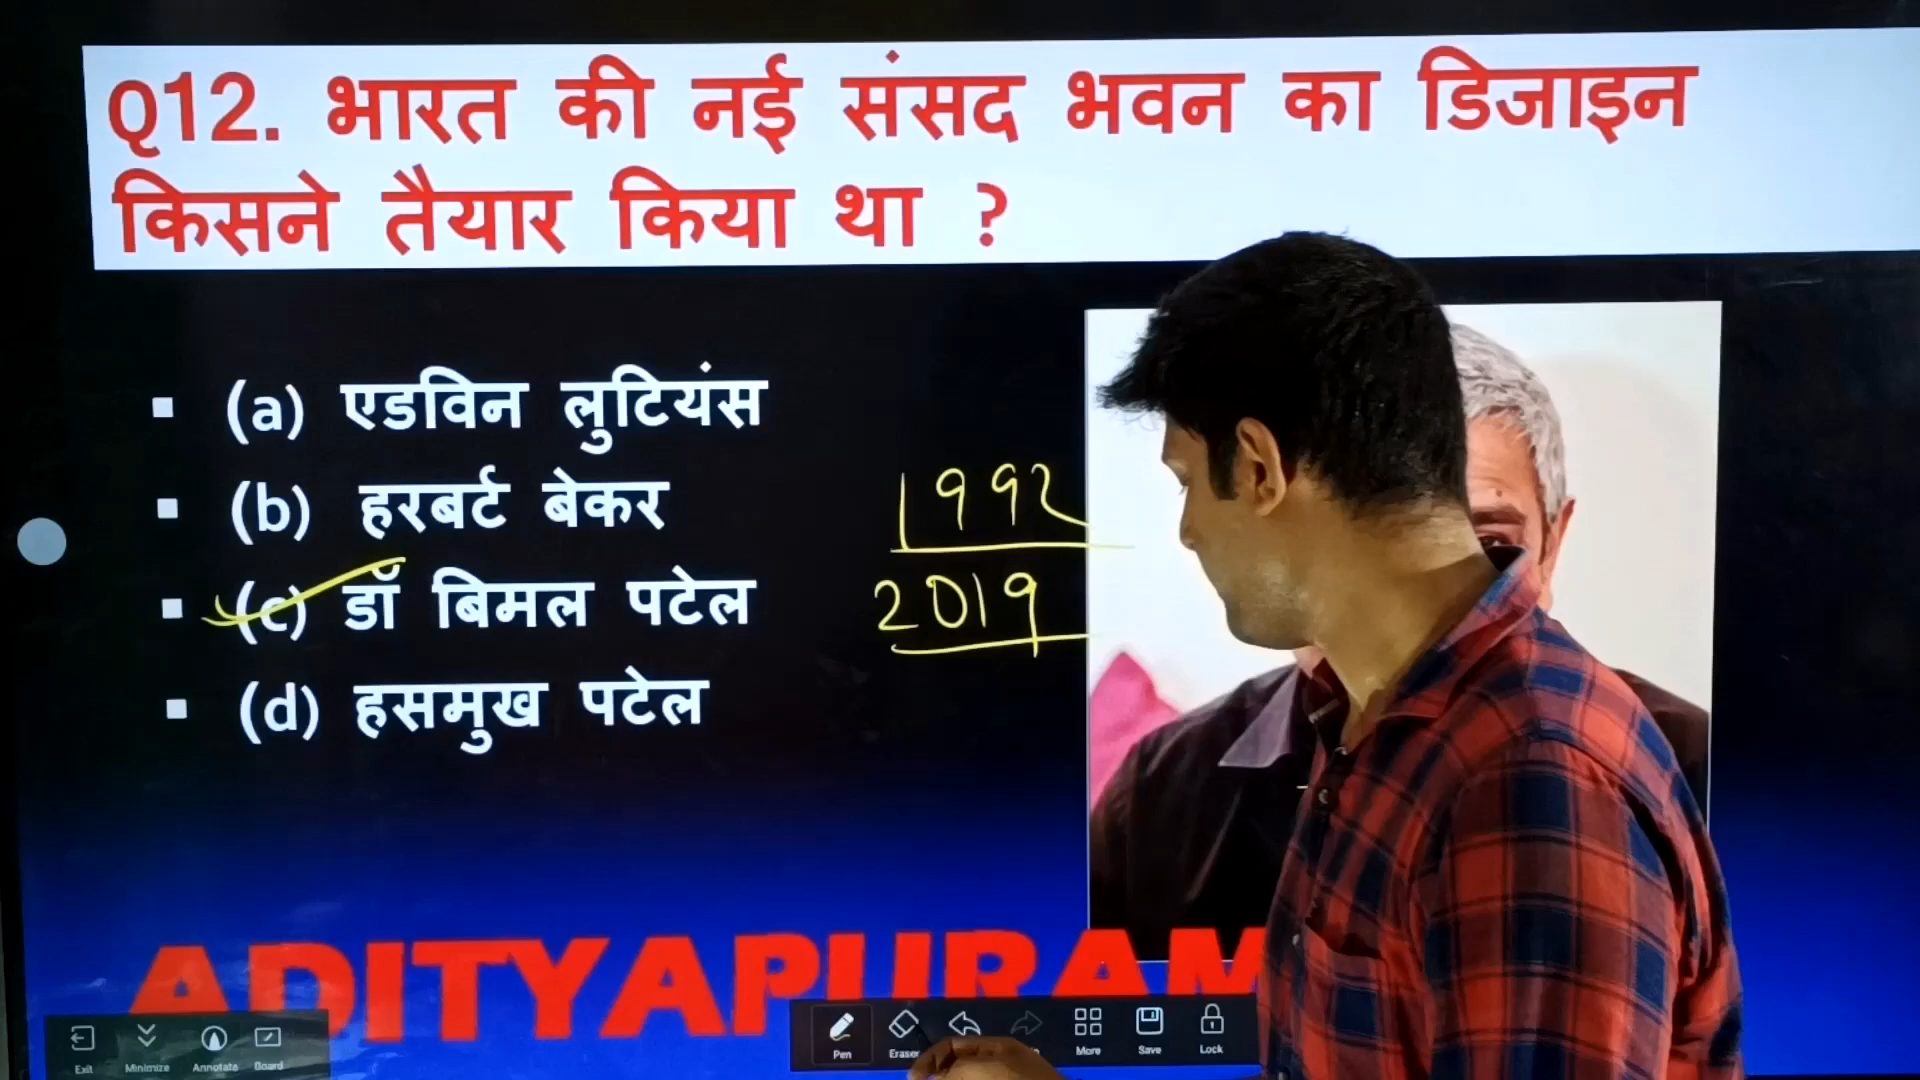 Q12. भारत की नई संसद भवन का डिजाइन
किसने तैयार किया था ?
(a) एडविन लुटियंस
(b) हरबर्ट बेकर
(c) डॉ बिमल पटेल
(d) हसमुख पटेल
1992
2019
ADITYAPURAM
Exit Minimize Annotate Board
Pen Eraser More Save Lock